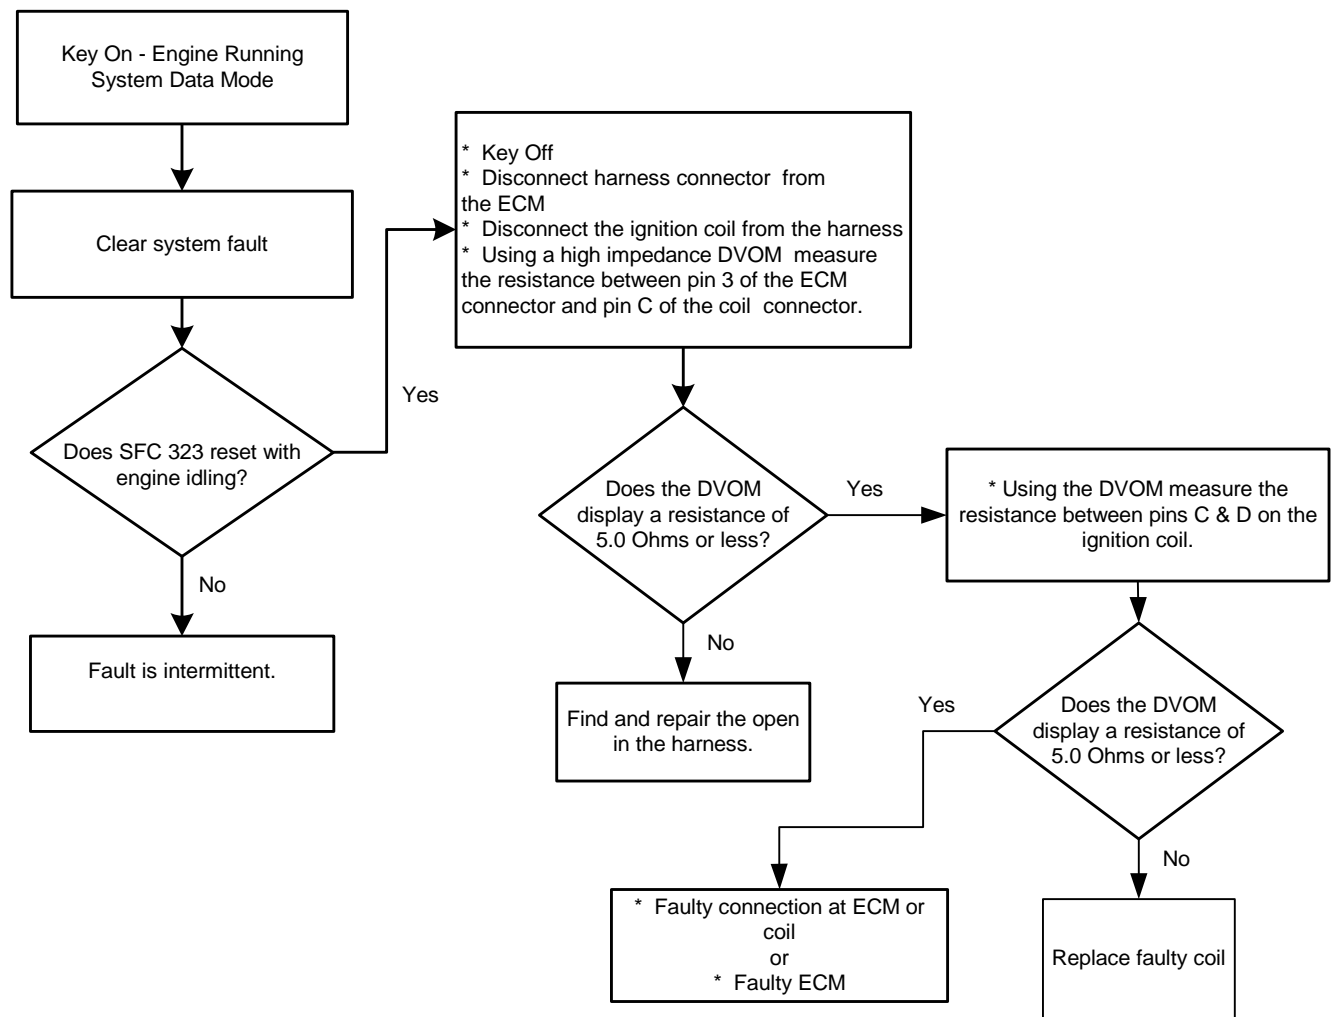 Key On - Engine Running
System Data Mode
Clear system fault
Does SFC 323 reset with
engine idling?
Yes
No
Fault is intermittent.
* Key Off
* Disconnect harness connector from
the ECM
* Disconnect the ignition coil from the harness
* Using a high impedance DVOM measure
the resistance between pin 3 of the ECM
connector and pin C of the coil connector.
Does the DVOM
display a resistance of
5.0 Ohms or less?
Yes
No
Find and repair the open
in the harness.
* Using the DVOM measure the
resistance between pins C & D on the
ignition coil.
Does the DVOM
display a resistance of
5.0 Ohms or less?
Yes
No
* Faulty connection at ECM or
coil
or
* Faulty ECM
Replace faulty coil